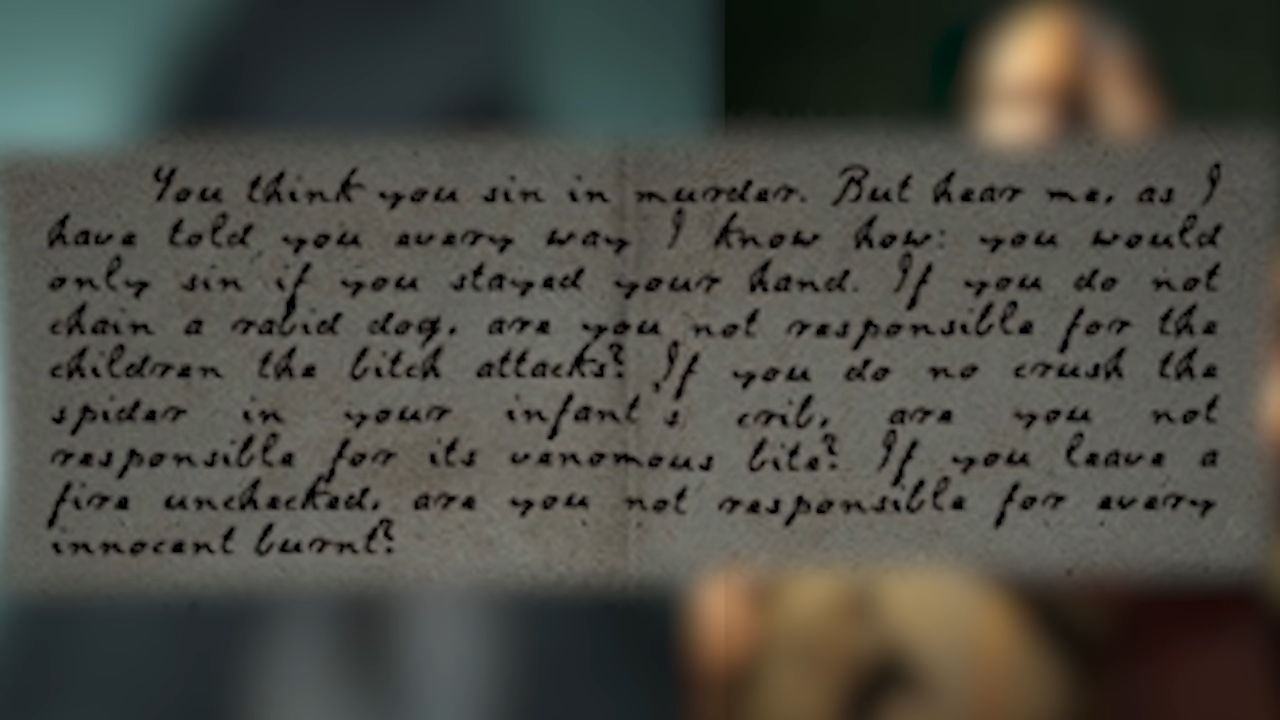 You think you sin in murder. But hear me, as I
have told you every way I know how: you would
only sin if you stayed your hand. If you do not
chain a rabid dog, are you not responsible for the
children the bitch attacks? If you do no crush the
spider in your infant's crib, are you not
responsible for its venomous bite? If you leave a
fire unchecked, are you not responsible for every
innocent burnt?